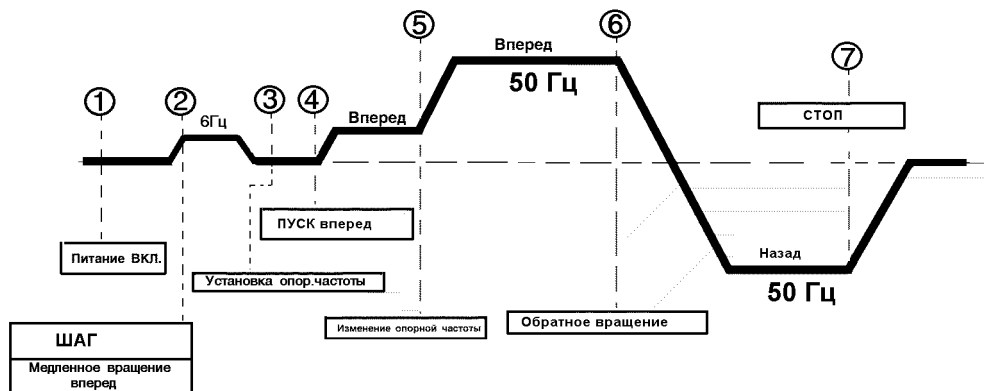 1
2
3
4
5
6
7
6Гц
Вперед
Вперед
50 Гц
СТОП
ПУСК вперед
Питание ВКЛ.
Установка опор.частоты
Изменение опорной частоты
Обратное вращение
Назад
50 Гц
ШАГ
Медленное вращение
вперед